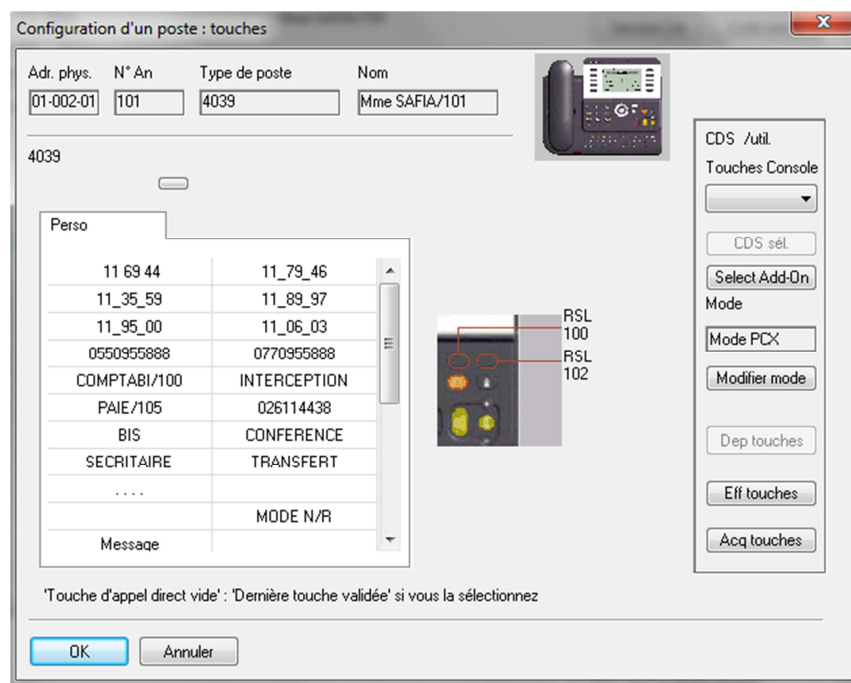 Configuration d'un poste : touches
Adr. phys. N° An Type de poste Nom
01-002-01 101 4039 Mme SAFIA/101
4039
CDS /util.
Touches Console
CDS sél.
Select Add-On
Mode
Mode PCX
Modifier mode
Dep touches
Eff touches
Acq touches
Perso
11 69 44 11_79_46
11_35_59 11_89_97
11_95_00 11_06_03
0550955888 0770955888
COMPTABI/100 INTERCEPTION
PAIE/105 026114438
BIS CONFERENCE
SECRITAIRE TRANSFERT
. . . .
MODE N/R
Message
RSL
100
RSL
102
'Touche d'appel direct vide' : 'Dernière touche validée' si vous la sélectionnez
OK Annuler